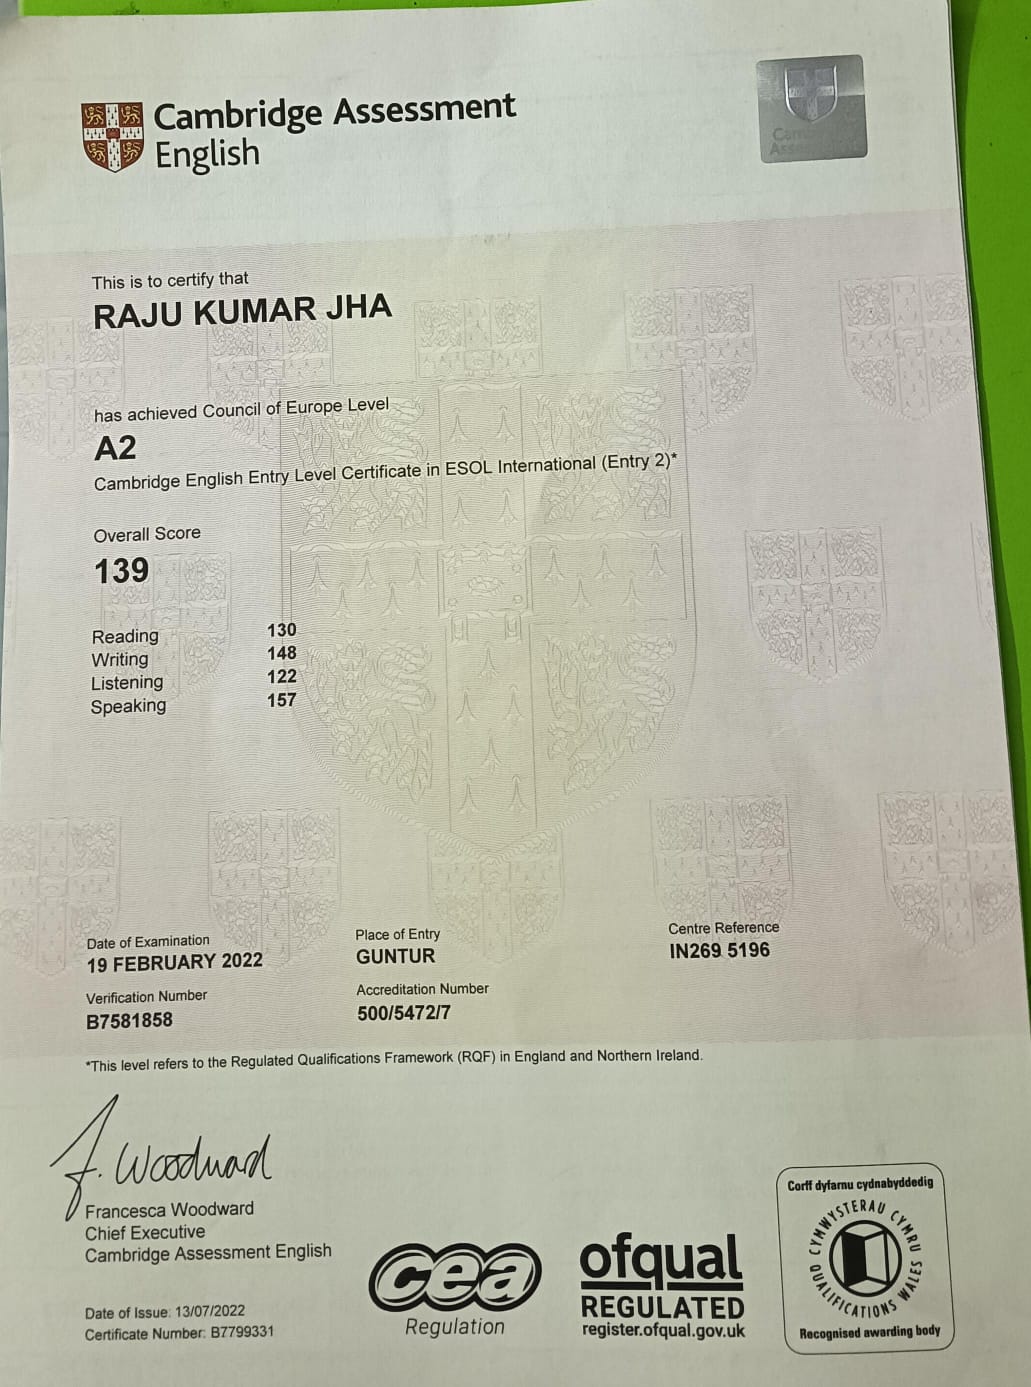 Cambridge Assessment
English
This is to certify that
RAJU KUMAR JHA
has achieved Council of Europe Level
A2
Cambridge English Entry Level Certificate in ESOL International (Entry 2)*
Overall Score
139
Reading 130
Writing 148
Listening 122
Speaking 157
Date of Examination
19 FEBRUARY 2022
Place of Entry
GUNTUR
Centre Reference
IN269 5196
Verification Number
B7581858
Accreditation Number
500/5472/7
*This level refers to the Regulated Qualifications Framework (RQF) in England and Northern Ireland.
F. Woodward
Francesca Woodward
Chief Executive
Cambridge Assessment English
Date of Issue: 13/07/2022
Certificate Number: B7799331
cea
Regulation
ofqual
REGULATED
register.ofqual.gov.uk
Corff dyfarnu cydnabyddedig
CYMWYSTERAU CYMRU
QUALIFICATIONS WALES
Recognised awarding body